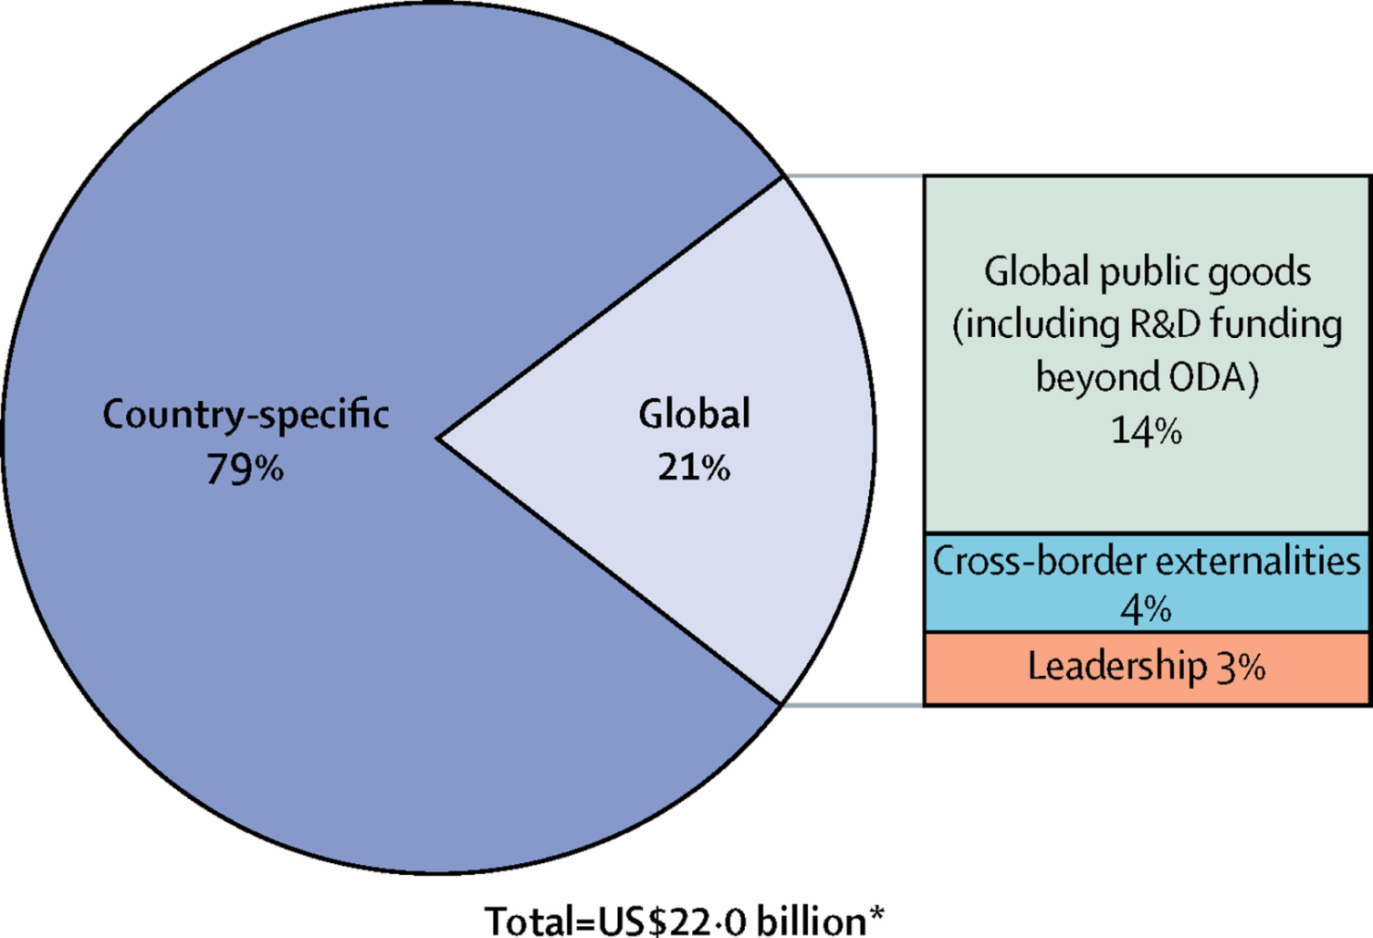 Country-specific
79%
Global
21%
Global public goods
(including R&D funding
beyond ODA)
14%
Cross-border externalities
4%
Leadership 3%
Total=US$22·0 billion*